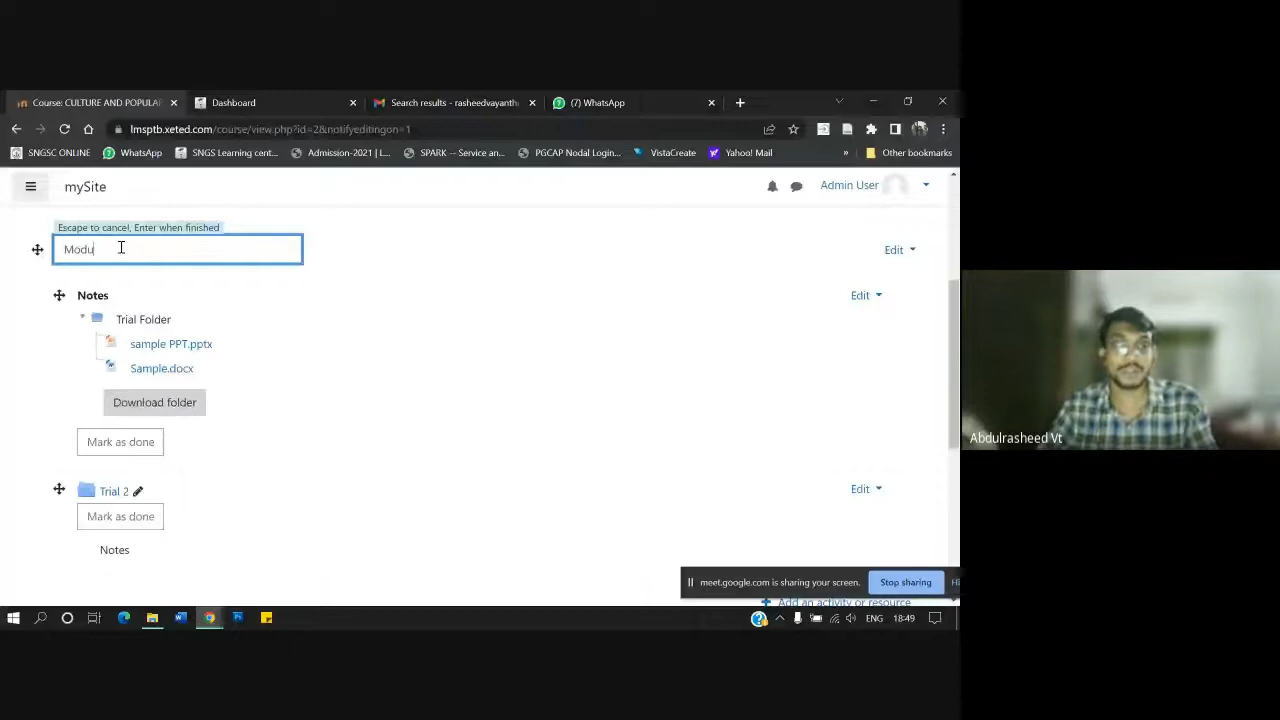 Course: CULTURE AND POPULAR
Dashboard
Search results - rasheedvayanth
(7) WhatsApp
lmsptb.xeted.com/course/view.php?id=2&notifyeditingon=1
SNGSC ONLINE
WhatsApp
SNGS Learning cent...
Admission-2021 | L...
SPARK -- Service an...
PGCAP Nodal Login...
VistaCreate
Yahoo! Mail
»
Other bookmarks
mySite
Admin User
Escape to cancel, Enter when finished
Modu
Edit
Notes
Edit
Trial Folder
sample PPT.pptx
Sample.docx
Download folder
Mark as done
Abdulrasheed Vt
Trial 2
Edit
Mark as done
Notes
meet.google.com is sharing your screen.
Stop sharing
Hi
Add an activity or resource
ENG
18:49